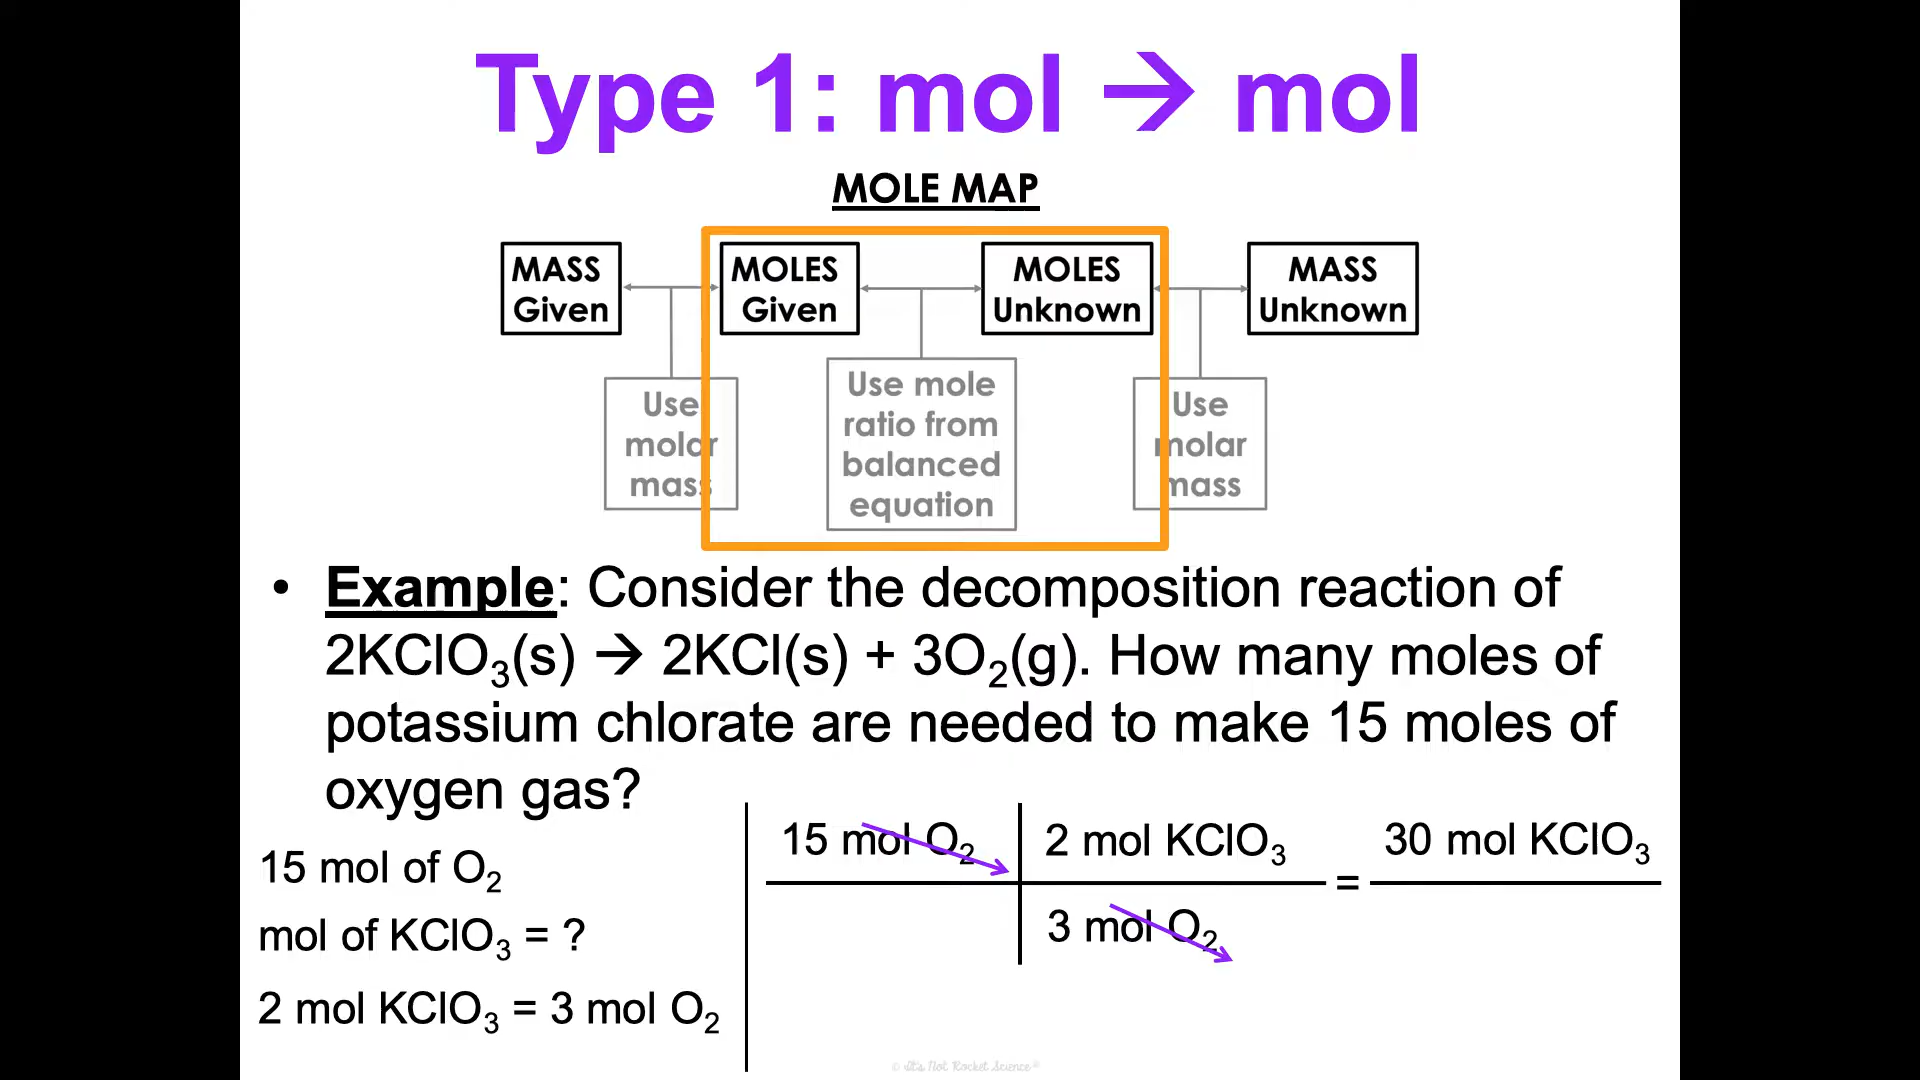 Type 1: mol → mol
MOLE MAP
MASS
Given
MOLES
Given
MOLES
Unknown
MASS
Unknown
Use
molar
mass
Use mole
ratio from
balanced
equation
Use
molar
mass
• Example: Consider the decomposition reaction of
2KClO₃(s) → 2KCl(s) + 3O₂(g). How many moles of
potassium chlorate are needed to make 15 moles of
oxygen gas?
15 mol of O₂
mol of KClO₃ = ?
2 mol KClO₃ = 3 mol O₂
15 mol O₂
2 mol KClO₃
3 mol O₂
=
30 mol KClO₃
© It's Not Rocket Science®